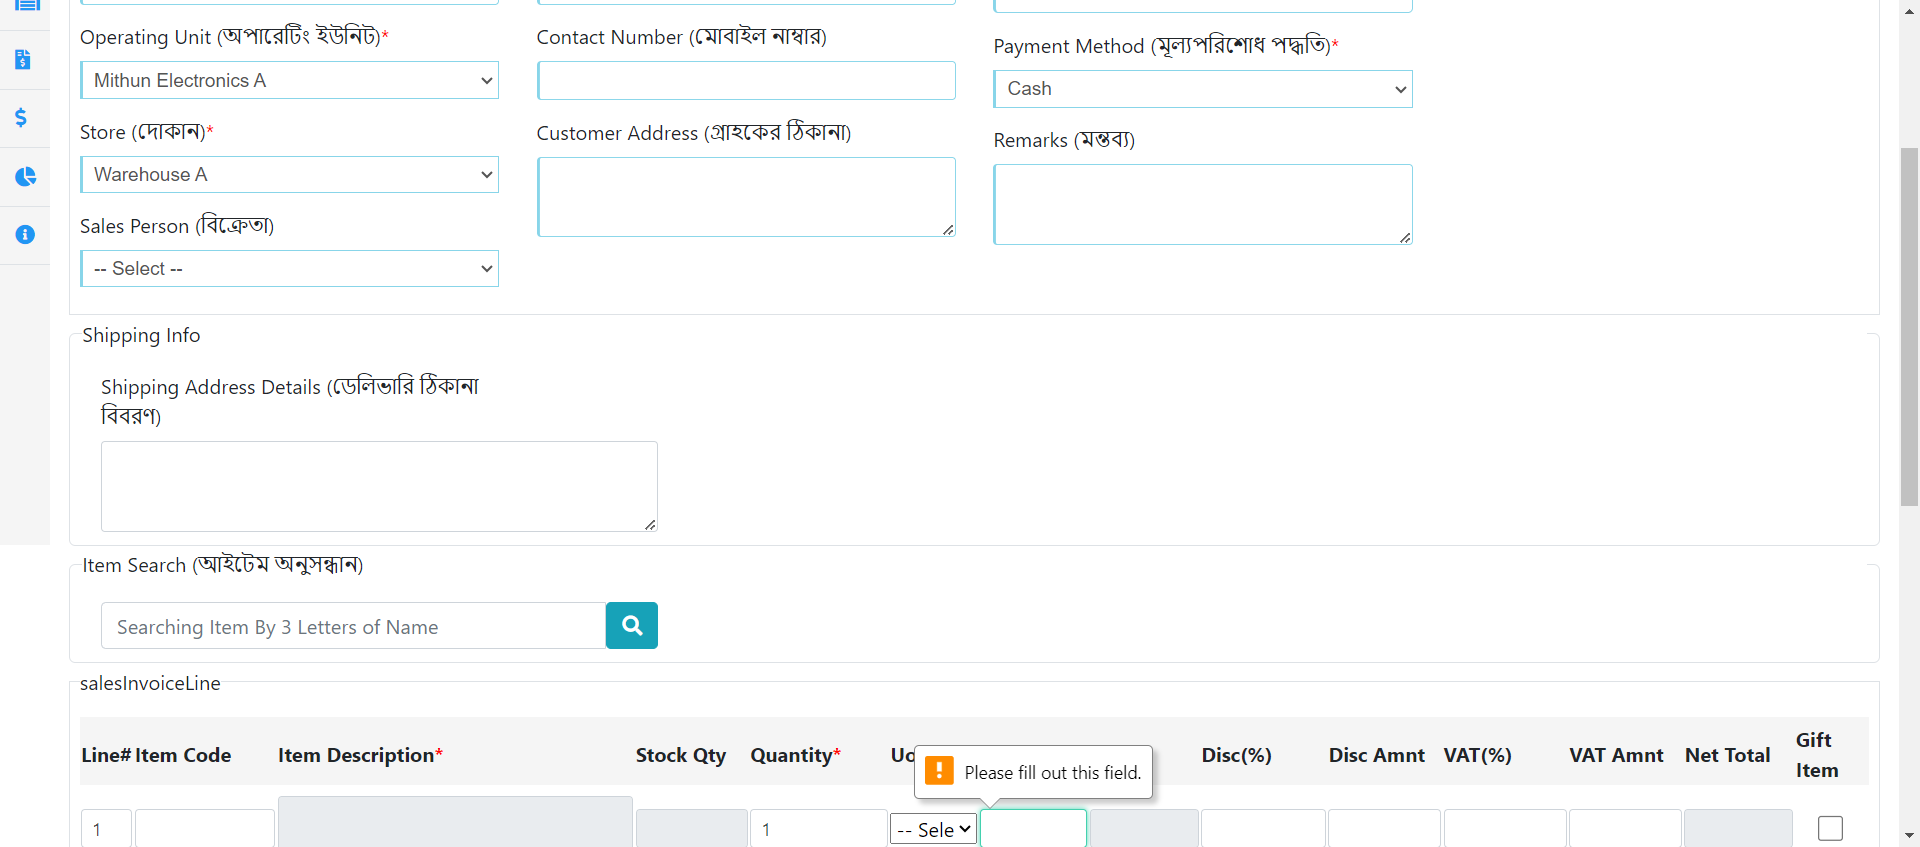 Operating Unit (অপারেটিং ইউনিট)*
Mithun Electronics A
Store (দোকান)*
Warehouse A
Sales Person (বিক্রেতা)
-- Select --
Contact Number (মোবাইল নাম্বার)
Customer Address (গ্রাহকের ঠিকানা)
Payment Method (মূল্যপরিশোধ পদ্ধতি)*
Cash
Remarks (মন্তব্য)
Shipping Info
Shipping Address Details (ডেলিভারি ঠিকানা
বিবরণ)
Item Search (আইটেম অনুসন্ধান)
Searching Item By 3 Letters of Name
salesInvoiceLine
Line# Item Code Item Description* Stock Qty Quantity* Disc(%) Disc Amnt VAT(%) VAT Amnt Net Total Gift
Item
Please fill out this field.
1 1 -- Sele